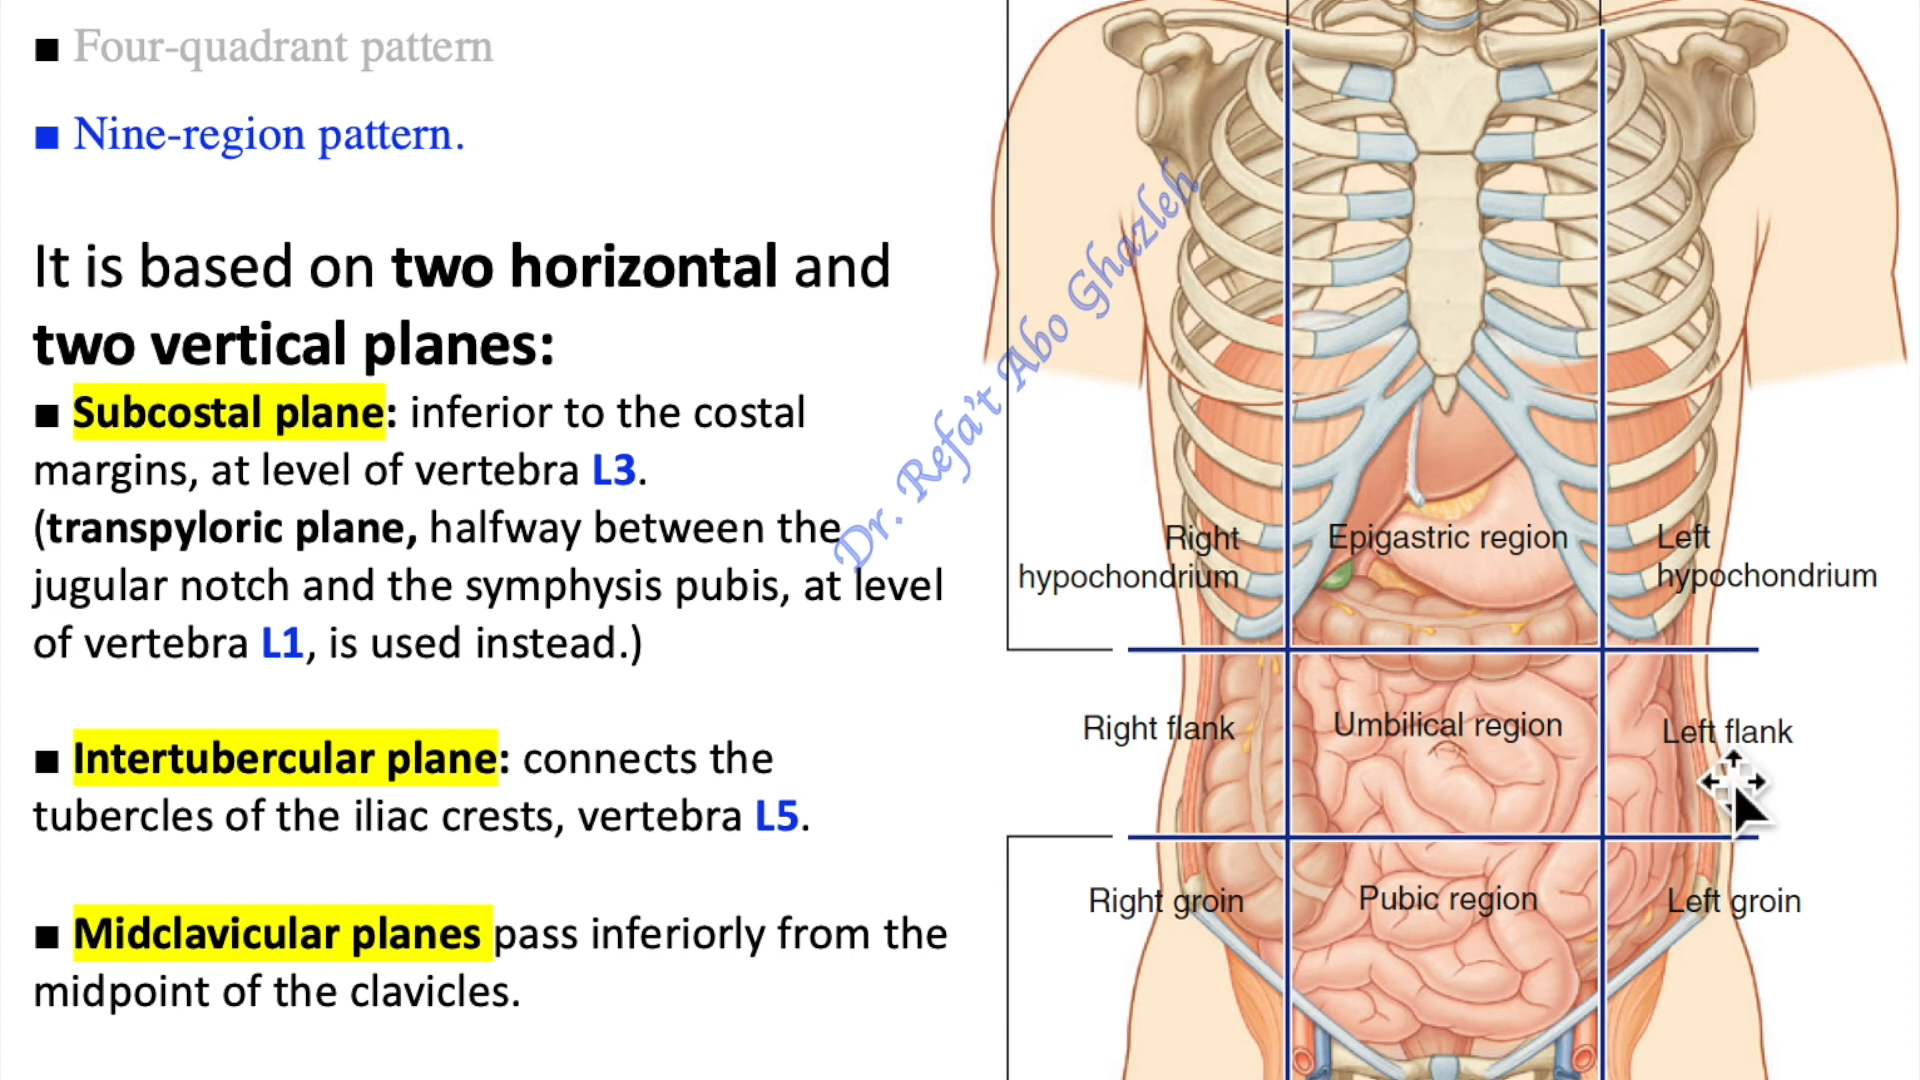 ■ Four-quadrant pattern
■ Nine-region pattern.
It is based on two horizontal and
two vertical planes:
■ Subcostal plane: inferior to the costal
margins, at level of vertebra L3.
(transpyloric plane, halfway between the
jugular notch and the symphysis pubis, at level
of vertebra L1, is used instead.)
■ Intertubercular plane: connects the
tubercles of the iliac crests, vertebra L5.
■ Midclavicular planes pass inferiorly from the
midpoint of the clavicles.
Dr. Refa't Abo Ghazleh
Right
hypochondrium
Epigastric region
Left
hypochondrium
Right flank
Umbilical region
Left flank
Right groin
Pubic region
Left groin